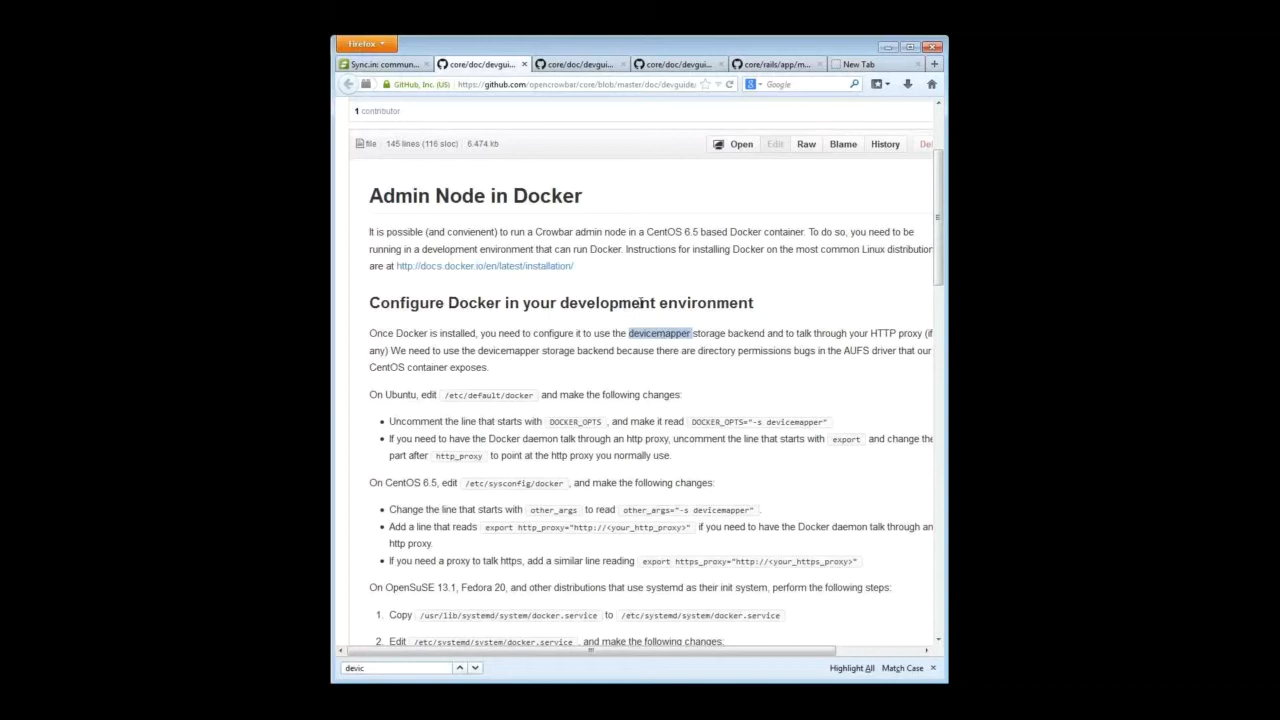 Firefox
Sync.in: commun...
core/doc/devgui...
core/doc/devgui...
core/doc/devgui...
core/rails/app/m...
New Tab
GitHub, Inc. (US)
https://github.com/opencrowbar/core/blob/master/doc/devguide/
Google
1 contributor
file 145 lines (116 sloc) 6.474 kb
Open Edit Raw Blame History Del
Admin Node in Docker
It is possible (and convienent) to run a Crowbar admin node in a CentOS 6.5 based Docker container. To do so, you need to be
running in a development environment that can run Docker. Instructions for installing Docker on the most common Linux distribution
are at http://docs.docker.io/en/latest/installation/
Configure Docker in your development environment
Once Docker is installed, you need to configure it to use the devicemapper storage backend and to talk through your HTTP proxy (if
any) We need to use the devicemapper storage backend because there are directory permissions bugs in the AUFS driver that our
CentOS container exposes.
On Ubuntu, edit /etc/default/docker and make the following changes:
• Uncomment the line that starts with DOCKER_OPTS , and make it read DOCKER_OPTS="-s devicemapper"
• If you need to have the Docker daemon talk through an http proxy, uncomment the line that starts with export and change the
part after http_proxy to point at the http proxy you normally use.
On CentOS 6.5, edit /etc/sysconfig/docker , and make the following changes:
• Change the line that starts with other_args to read other_args="-s devicemapper" .
• Add a line that reads export http_proxy="http://<your_http_proxy>" if you need to have the Docker daemon talk through an
http proxy.
• If you need a proxy to talk https, add a similar line reading export https_proxy="http://<your_https_proxy>"
On OpenSuSE 13.1, Fedora 20, and other distributions that use systemd as their init system, perform the following steps:
1. Copy /usr/lib/systemd/system/docker.service to /etc/systemd/system/docker.service
2. Edit /etc/systemd/system/docker.service , and make the following changes:
devic
Highlight All Match Case